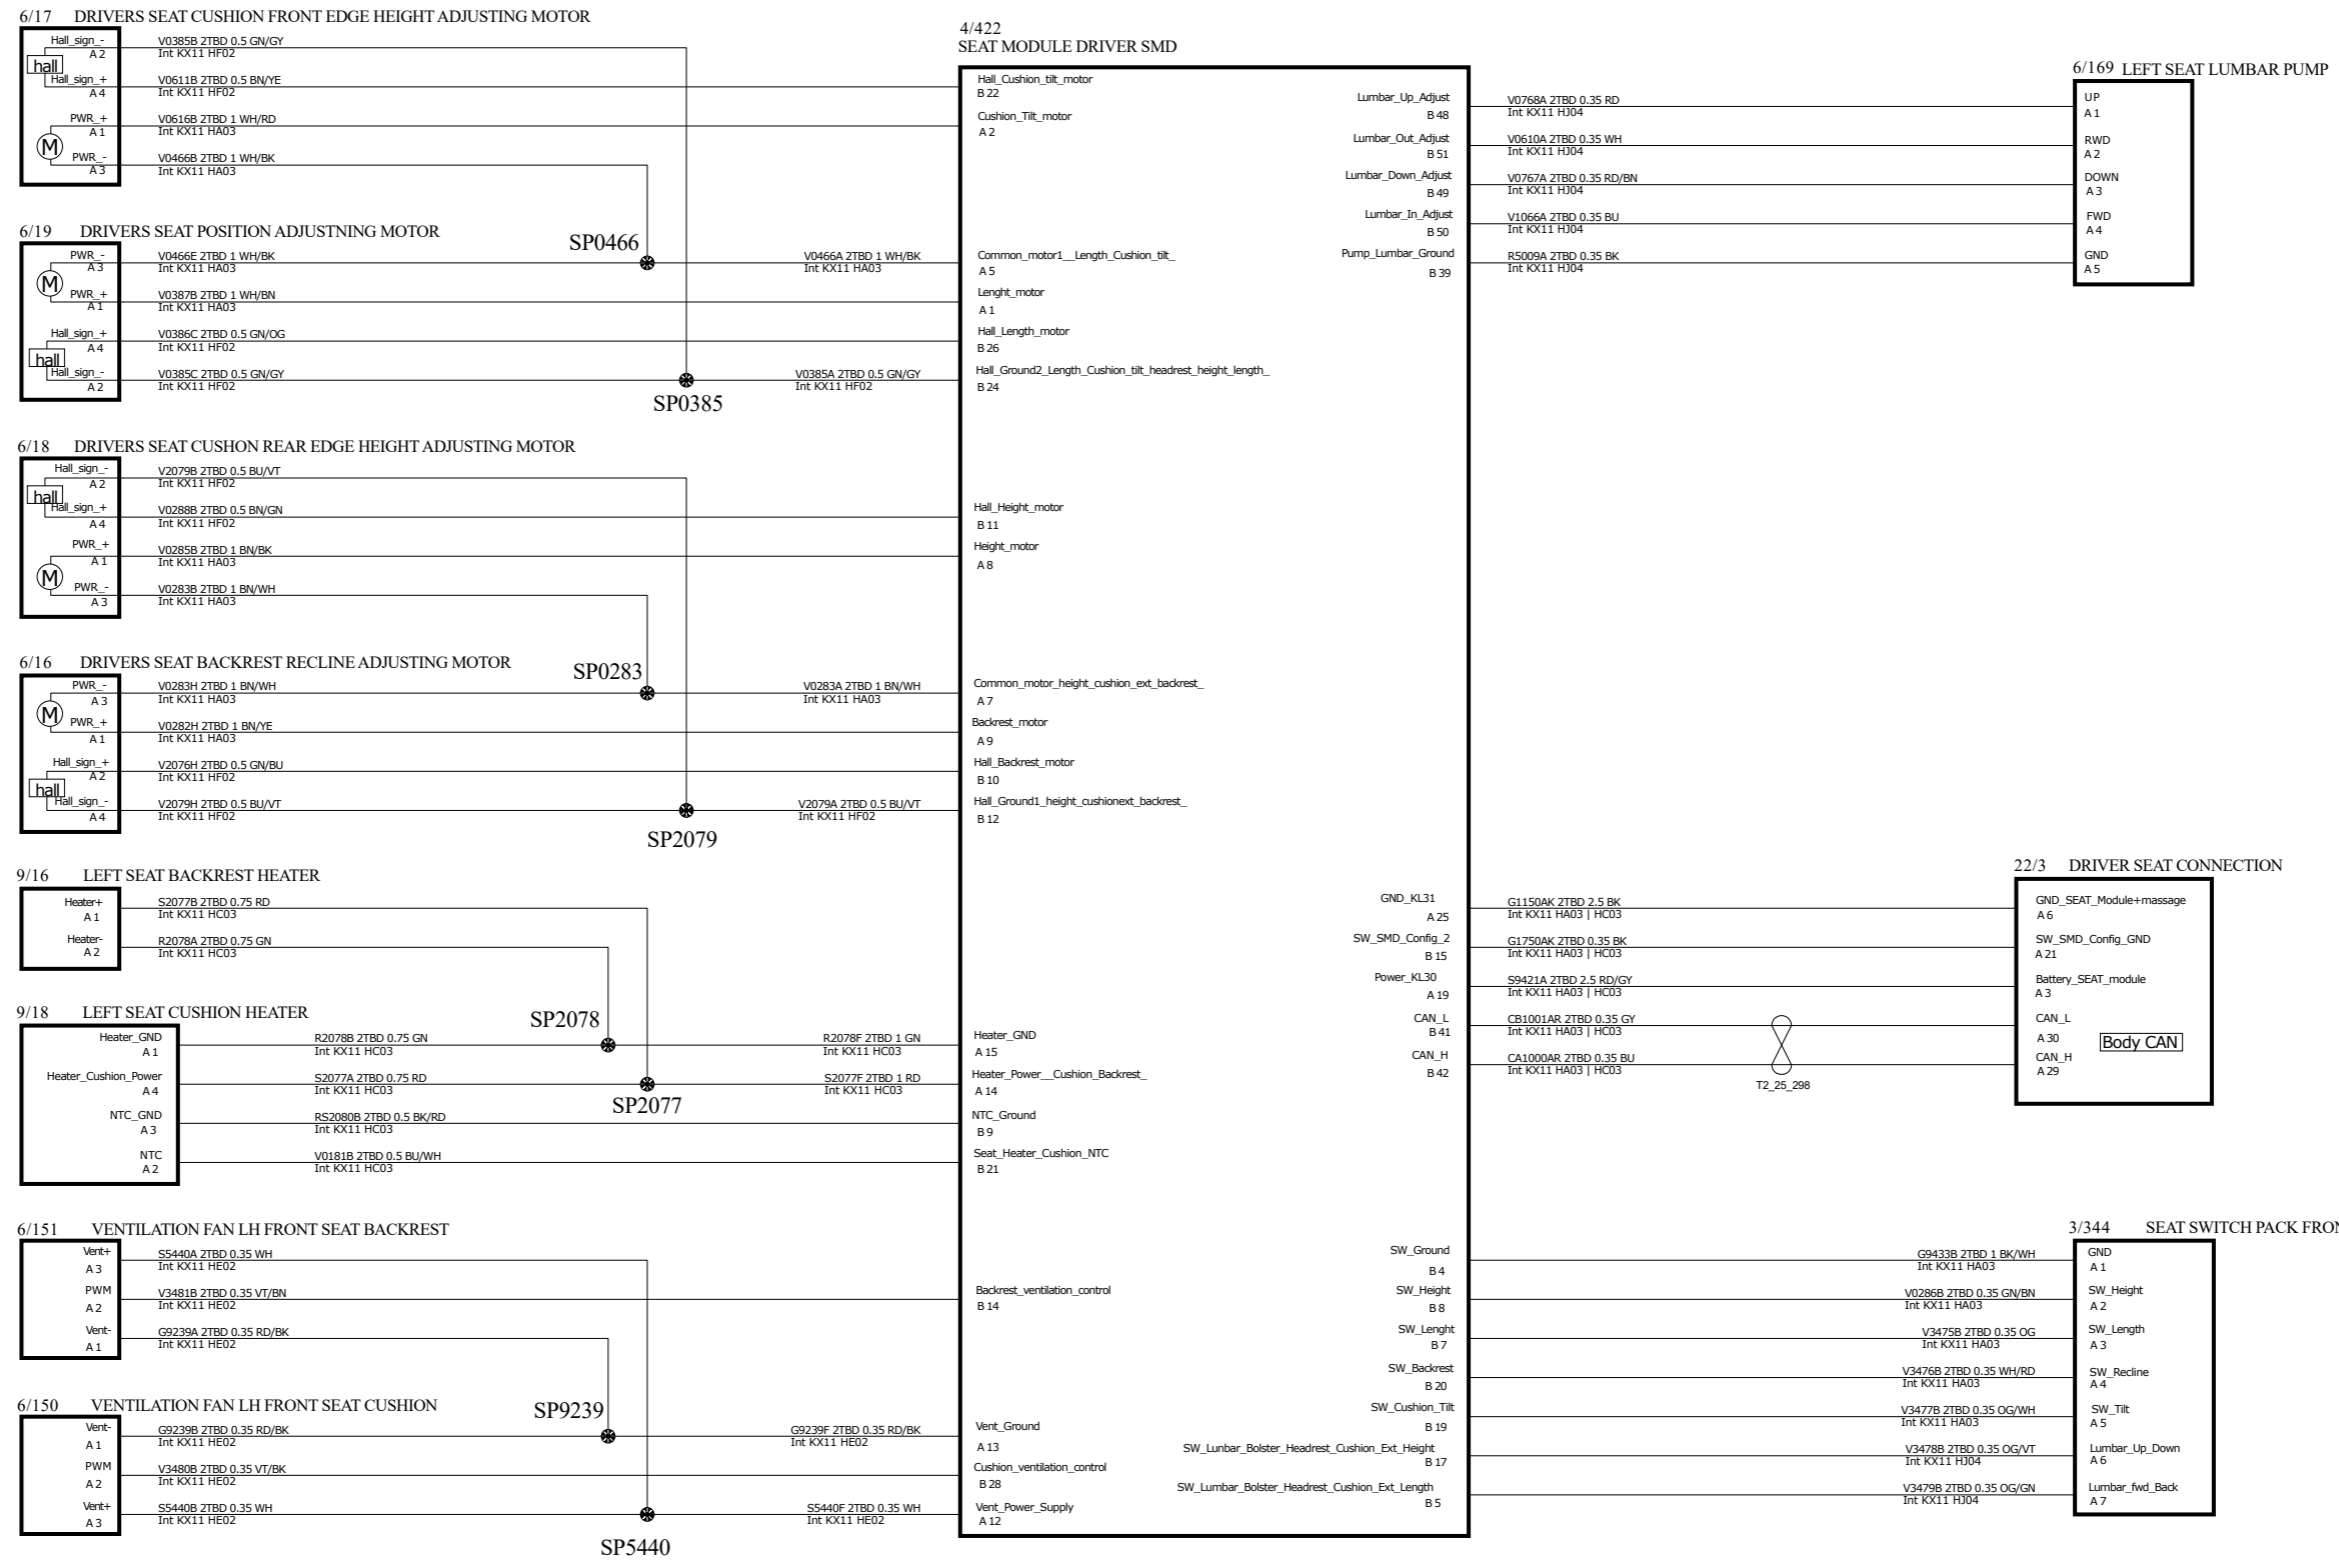 6/17 DRIVERS SEAT CUSHION FRONT EDGE HEIGHT ADJUSTING MOTOR
Hall_sign_-
A 2
hall
Hall_sign_+
A 4
PWR_+
A 1
M
PWR_-
A 3
V0385B 2TBD 0.5 GN/GY
Int KX11 HF02
V0611B 2TBD 0.5 BN/YE
Int KX11 HF02
V0616B 2TBD 1 WH/RD
Int KX11 HA03
V0466B 2TBD 1 WH/BK
Int KX11 HA03
6/19 DRIVERS SEAT POSITION ADJUSTNING MOTOR
PWR_-
A 3
M
PWR_+
A 1
Hall_sign_+
A 4
hall
Hall_sign_-
A 2
V0466E 2TBD 1 WH/BK
Int KX11 HA03
V0387B 2TBD 1 WH/BN
Int KX11 HA03
V0386C 2TBD 0.5 GN/OG
Int KX11 HF02
V0385C 2TBD 0.5 GN/GY
Int KX11 HF02
SP0466
V0466A 2TBD 1 WH/BK
Int KX11 HA03
V0385A 2TBD 0.5 GN/GY
Int KX11 HF02
SP0385
6/18 DRIVERS SEAT CUSHON REAR EDGE HEIGHT ADJUSTING MOTOR
Hall_sign_-
A 2
hall
Hall_sign_+
A 4
PWR_+
A 1
M
PWR_-
A 3
V2079B 2TBD 0.5 BU/VT
Int KX11 HF02
V0288B 2TBD 0.5 BN/GN
Int KX11 HF02
V0285B 2TBD 1 BN/BK
Int KX11 HA03
V0283B 2TBD 1 BN/WH
Int KX11 HA03
6/16 DRIVERS SEAT BACKREST RECLINE ADJUSTING MOTOR
PWR_-
A 3
M
PWR_+
A 1
Hall_sign_+
A 2
hall
Hall_sign_-
A 4
V0283H 2TBD 1 BN/WH
Int KX11 HA03
V0282H 2TBD 1 BN/YE
Int KX11 HA03
V2076H 2TBD 0.5 GN/BU
Int KX11 HF02
V2079H 2TBD 0.5 BU/VT
Int KX11 HF02
SP0283
V0283A 2TBD 1 BN/WH
Int KX11 HA03
V2079A 2TBD 0.5 BU/VT
Int KX11 HF02
SP2079
9/16 LEFT SEAT BACKREST HEATER
Heater+
A 1
Heater-
A 2
S2077B 2TBD 0.75 RD
Int KX11 HC03
R2078A 2TBD 0.75 GN
Int KX11 HC03
9/18 LEFT SEAT CUSHION HEATER
Heater_GND
A 1
Heater_Cushion_Power
A 4
NTC_GND
A 3
NTC
A 2
R2078B 2TBD 0.75 GN
Int KX11 HC03
S2077A 2TBD 0.75 RD
Int KX11 HC03
RS2080B 2TBD 0.5 BK/RD
Int KX11 HC03
V0181B 2TBD 0.5 BU/WH
Int KX11 HC03
SP2078
R2078F 2TBD 1 GN
Int KX11 HC03
S2077F 2TBD 1 RD
Int KX11 HC03
SP2077
6/151 VENTILATION FAN LH FRONT SEAT BACKREST
Vent+
A 3
PWM
A 2
Vent-
A 1
S5440A 2TBD 0.35 WH
Int KX11 HE02
V3481B 2TBD 0.35 VT/BN
Int KX11 HE02
G9239A 2TBD 0.35 RD/BK
Int KX11 HE02
6/150 VENTILATION FAN LH FRONT SEAT CUSHION
Vent-
A 1
PWM
A 2
Vent+
A 3
G9239B 2TBD 0.35 RD/BK
Int KX11 HE02
V3480B 2TBD 0.35 VT/BK
Int KX11 HE02
S5440B 2TBD 0.35 WH
Int KX11 HE02
SP9239
G9239F 2TBD 0.35 RD/BK
Int KX11 HE02
S5440F 2TBD 0.35 WH
Int KX11 HE02
SP5440
4/422
SEAT MODULE DRIVER SMD
Hall_Cushion_tilt_motor
B 22
Cushion_Tilt_motor
A 2
Common_motor1__Length_Cushion_tilt_
A 5
Lenght_motor
A 1
Hall_Length_motor
B 26
Hall_Ground2_Length_Cushion_tilt_headrest_height_length_
B 24
Hall_Height_motor
B 11
Height_motor
A 8
Common_motor_height_cushion_ext_backrest_
A 7
Backrest_motor
A 9
Hall_Backrest_motor
B 10
Hall_Ground1_height_cushionext_backrest_
B 12
Heater_GND
A 15
Heater_Power__Cushion_Backrest_
A 14
NTC_Ground
B 9
Seat_Heater_Cushion_NTC
B 21
Backrest_ventilation_control
B 14
Vent_Ground
A 13
Cushion_ventilation_control
B 28
Vent_Power_Supply
A 12
Lumbar_Up_Adjust
B 48
Lumbar_Out_Adjust
B 51
Lumbar_Down_Adjust
B 49
Lumbar_In_Adjust
B 50
Pump_Lumbar_Ground
B 39
GND_KL31
A 25
SW_SMD_Config_2
B 15
Power_KL30
A 19
CAN_L
B 41
CAN_H
B 42
SW_Ground
B 4
SW_Height
B 8
SW_Lenght
B 7
SW_Backrest
B 20
SW_Cushion_Tilt
B 19
SW_Lunbar_Bolster_Headrest_Cushion_Ext_Height
B 17
SW_Lumbar_Bolster_Headrest_Cushion_Ext_Length
B 5
V0768A 2TBD 0.35 RD
Int KX11 HJ04
V0610A 2TBD 0.35 WH
Int KX11 HJ04
V0767A 2TBD 0.35 RD/BN
Int KX11 HJ04
V1066A 2TBD 0.35 BU
Int KX11 HJ04
R5009A 2TBD 0.35 BK
Int KX11 HJ04
6/169 LEFT SEAT LUMBAR PUMP
UP
A 1
RWD
A 2
DOWN
A 3
FWD
A 4
GND
A 5
G1150AK 2TBD 2.5 BK
Int KX11 HA03 | HC03
G1750AK 2TBD 0.35 BK
Int KX11 HA03 | HC03
S9421A 2TBD 2.5 RD/GY
Int KX11 HA03 | HC03
CB1001AR 2TBD 0.35 GY
Int KX11 HA03 | HC03
CA1000AR 2TBD 0.35 BU
Int KX11 HA03 | HC03
T2_25_298
22/3 DRIVER SEAT CONNECTION
GND_SEAT_Module+massage
A 6
SW_SMD_Config_GND
A 21
Battery_SEAT_module
A 3
CAN_L
A 30
Body CAN
CAN_H
A 29
3/344 SEAT SWITCH PACK FRON
G9433B 2TBD 1 BK/WH
Int KX11 HA03
V0286B 2TBD 0.35 GN/BN
Int KX11 HA03
V3475B 2TBD 0.35 OG
Int KX11 HA03
V3476B 2TBD 0.35 WH/RD
Int KX11 HA03
V3477B 2TBD 0.35 OG/WH
Int KX11 HA03
V3478B 2TBD 0.35 OG/VT
Int KX11 HJ04
V3479B 2TBD 0.35 OG/GN
Int KX11 HJ04
GND
A 1
SW_Height
A 2
SW_Length
A 3
SW_Recline
A 4
SW_Tilt
A 5
Lumbar_Up_Down
A 6
Lumbar_fwd_Back
A 7